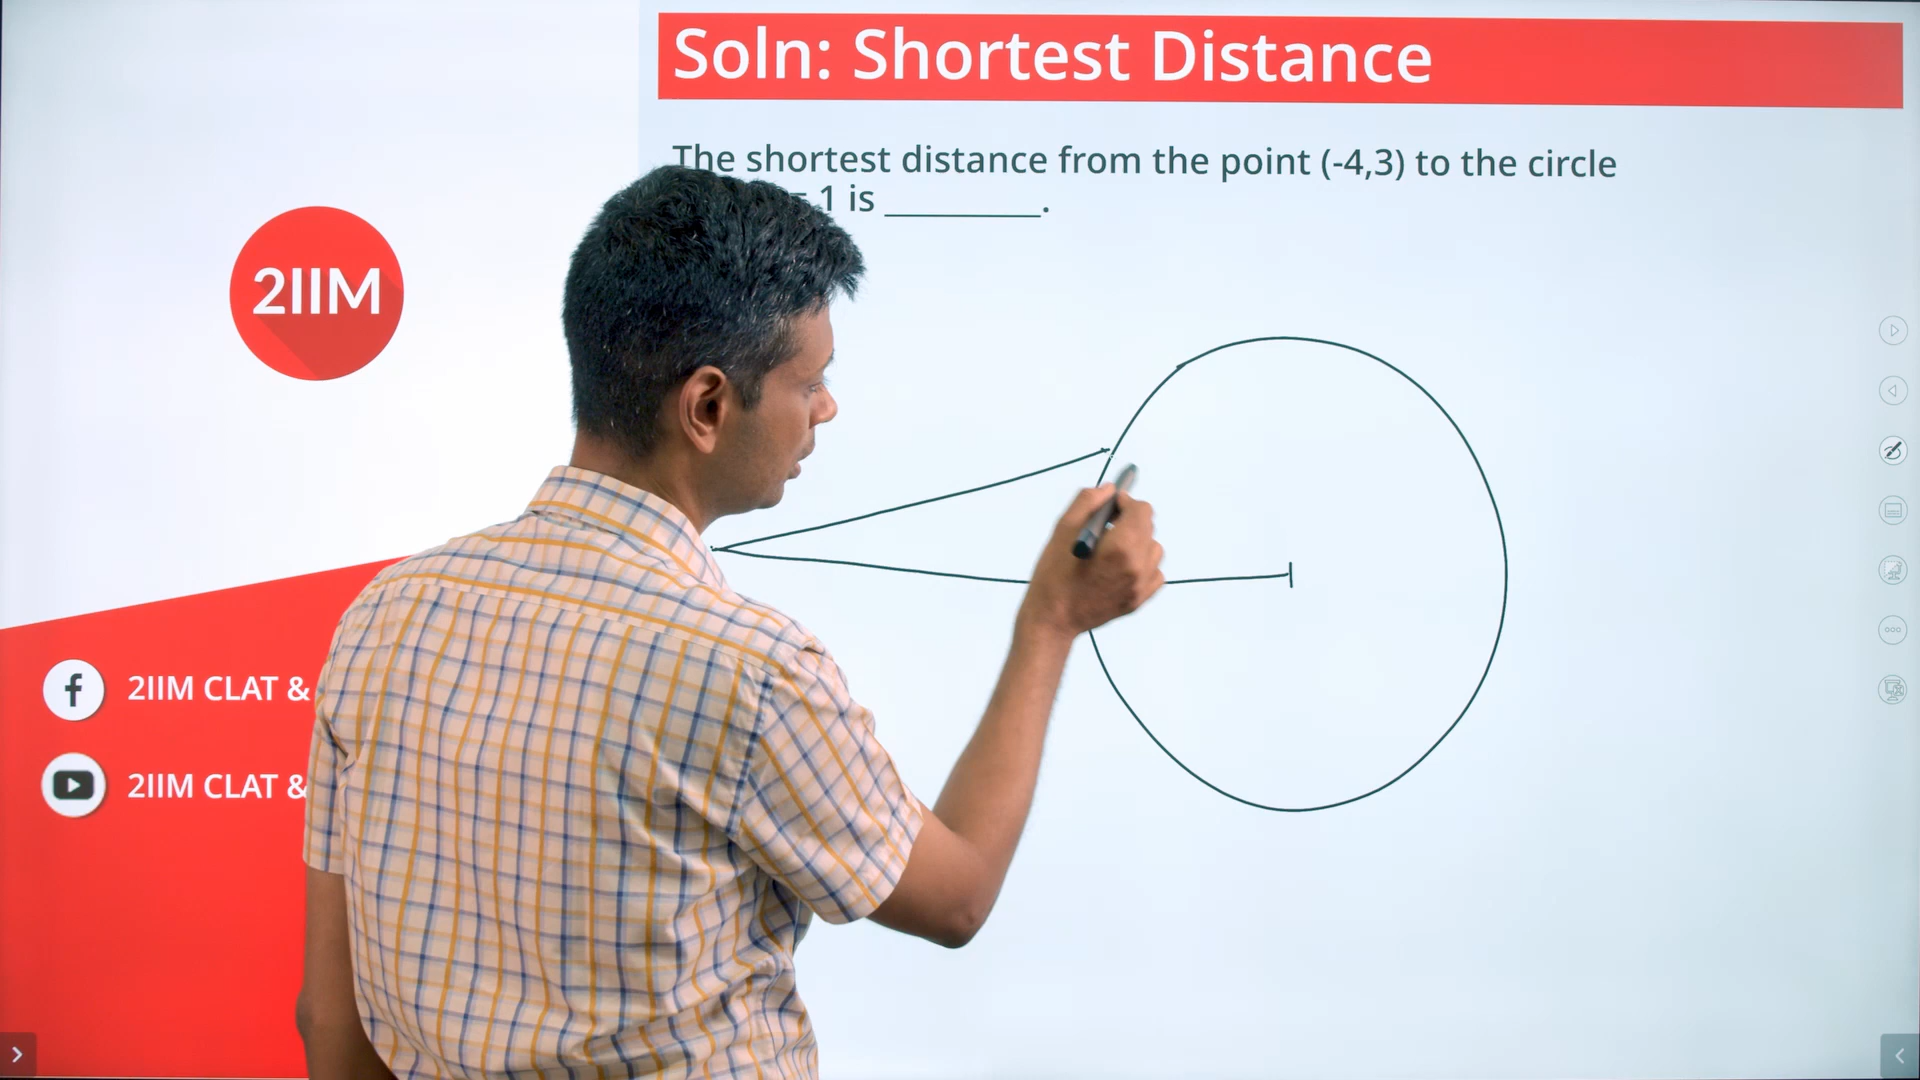 Soln: Shortest Distance
The shortest distance from the point (-4,3) to the circle
= 1 is _________.
2IIM
2IIM CLAT &
2IIM CLAT &